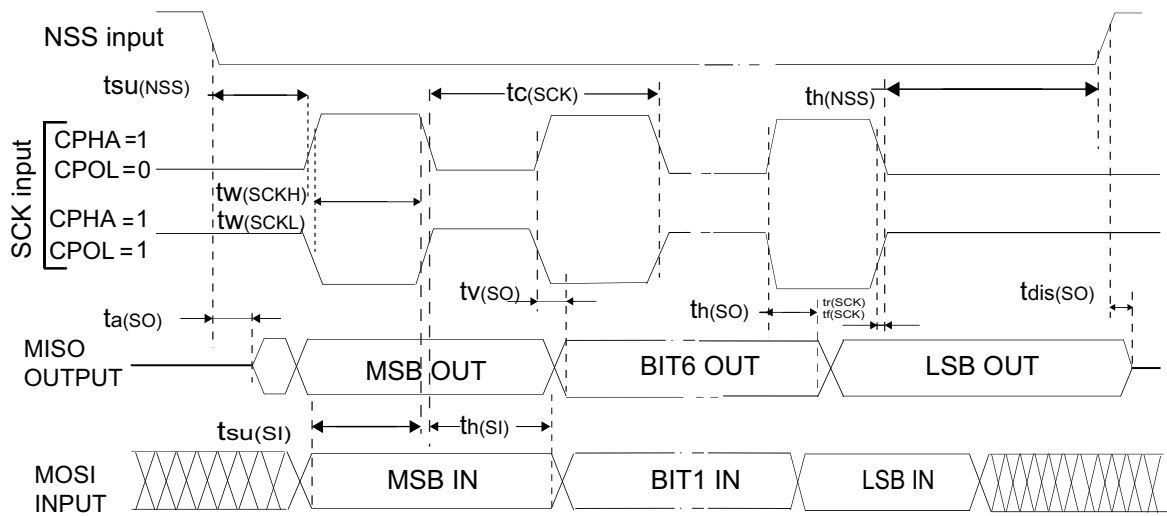 NSS input
tsu(NSS)
tc(SCK)
th(NSS)
SCK input
CPHA=1
CPOL=0
tw(SCKH)
CPHA=1
tw(SCKL)
CPOL=1
tv(SO)
ta(SO)
th(SO)
tr(SCK)
tf(SCK)
tdis(SO)
MISO
OUTPUT
MSB OUT
BIT6 OUT
LSB OUT
tsu(SI)
th(SI)
MOSI
INPUT
MSB IN
BIT1 IN
LSB IN